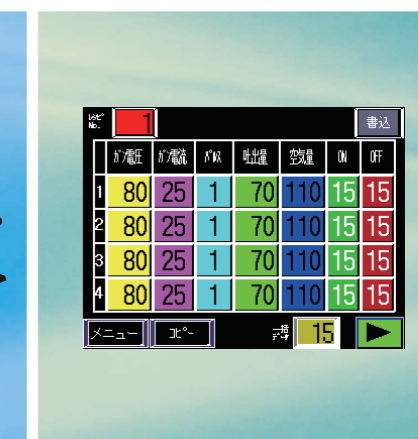 ﾚｼﾋﾟ
No. 1 書込
ｶﾞﾝ電圧 ｶﾞﾝ電流 ﾊﾟﾙｽ 吐出量 空気量 ON OFF
1 80 25 1 70 110 15 15
2 80 25 1 70 110 15 15
3 80 25 1 70 110 15 15
4 80 25 1 70 110 15 15
メニュー ｺﾋﾟｰ 一括
ﾃﾞｰﾀ 15